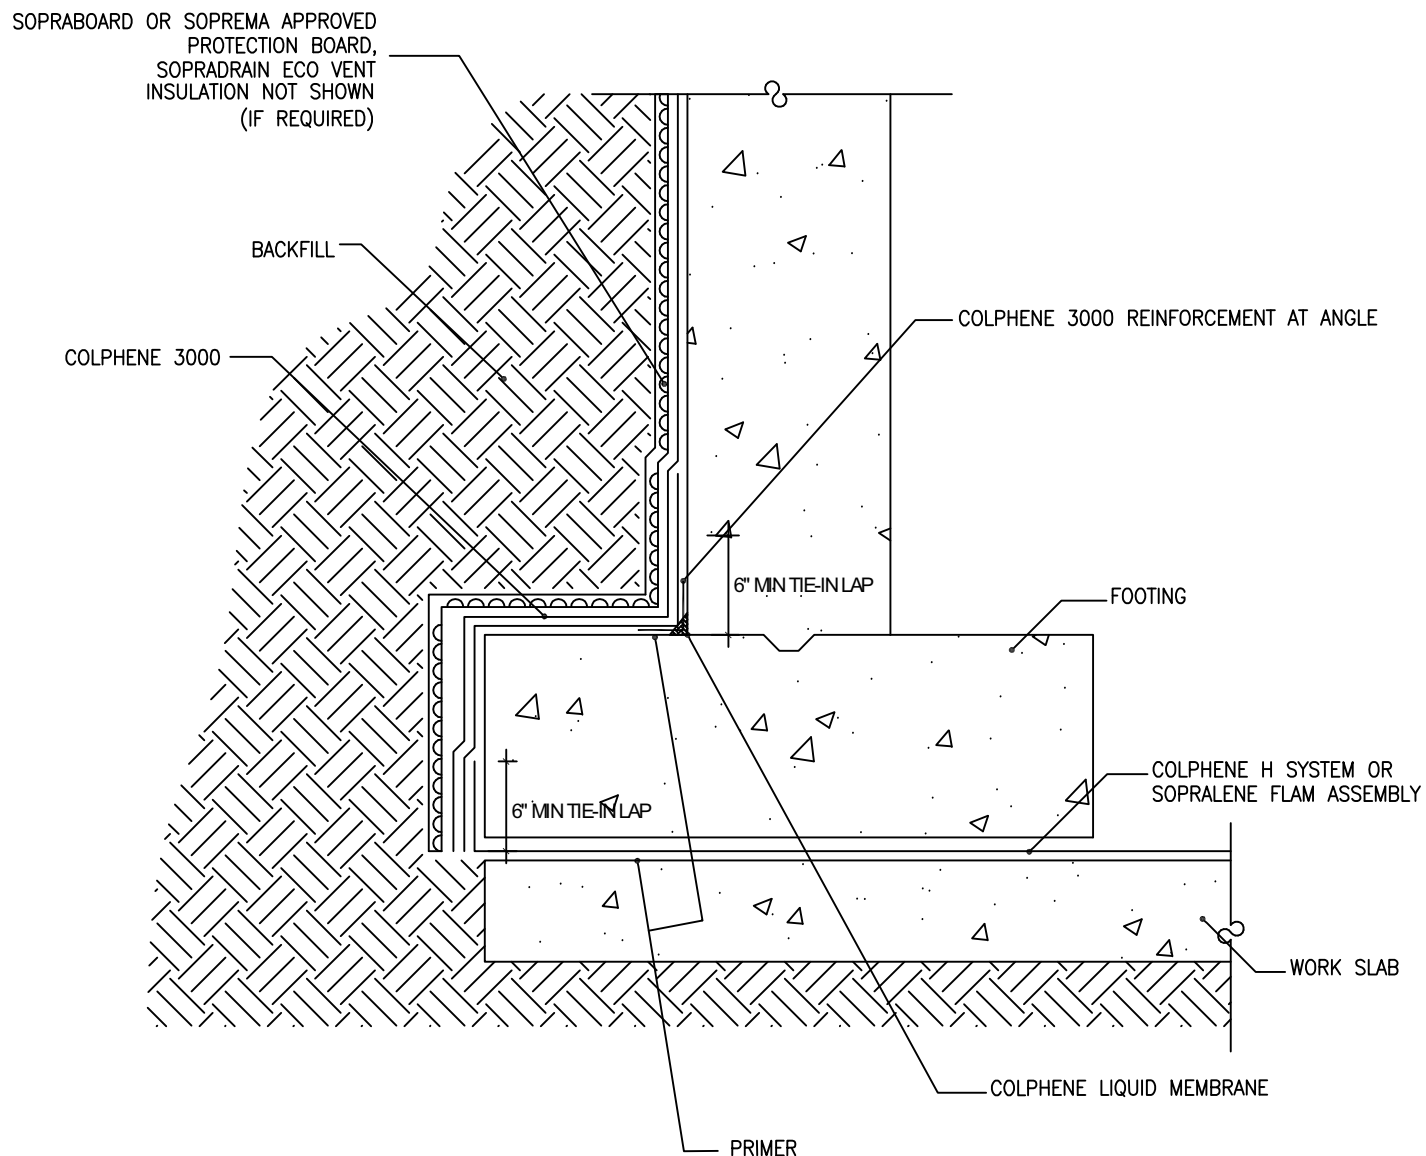 SOPRABOARD OR SOPREMA APPROVED
PROTECTION BOARD,
SOPRADRAIN ECO VENT
INSULATION NOT SHOWN
(IF REQUIRED)
BACKFILL
COLPHENE 3000
COLPHENE 3000 REINFORCEMENT AT ANGLE
6" MIN TIE-IN LAP
FOOTING
COLPHENE H SYSTEM OR
SOPRALENE FLAM ASSEMBLY
6" MIN TIE-IN LAP
WORK SLAB
COLPHENE LIQUID MEMBRANE
PRIMER